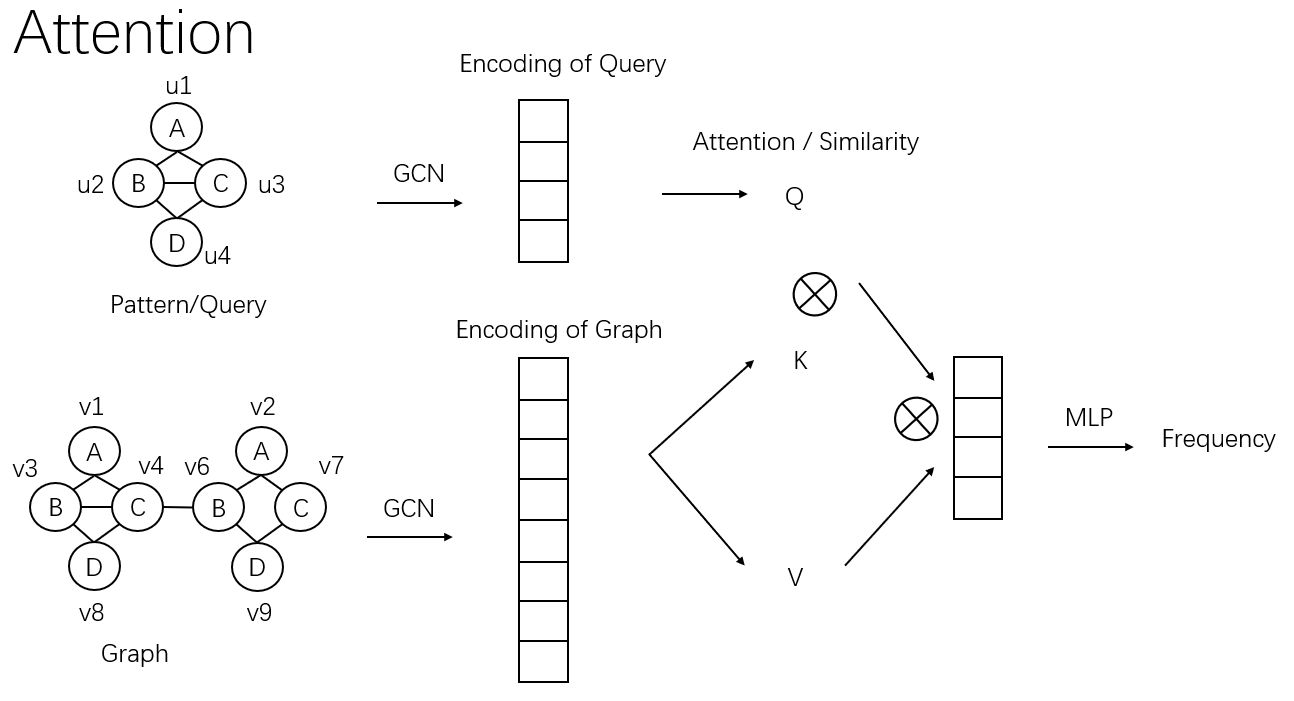 Attention
u1
A
u2
B
C
u3
D
u4
Pattern/Query
GCN
Encoding of Query
Attention / Similarity
Q
K
V
Encoding of Graph
v1
v2
A
A
v3
v4
v6
v7
B
C
B
C
D
D
v8
v9
Graph
GCN
MLP
Frequency